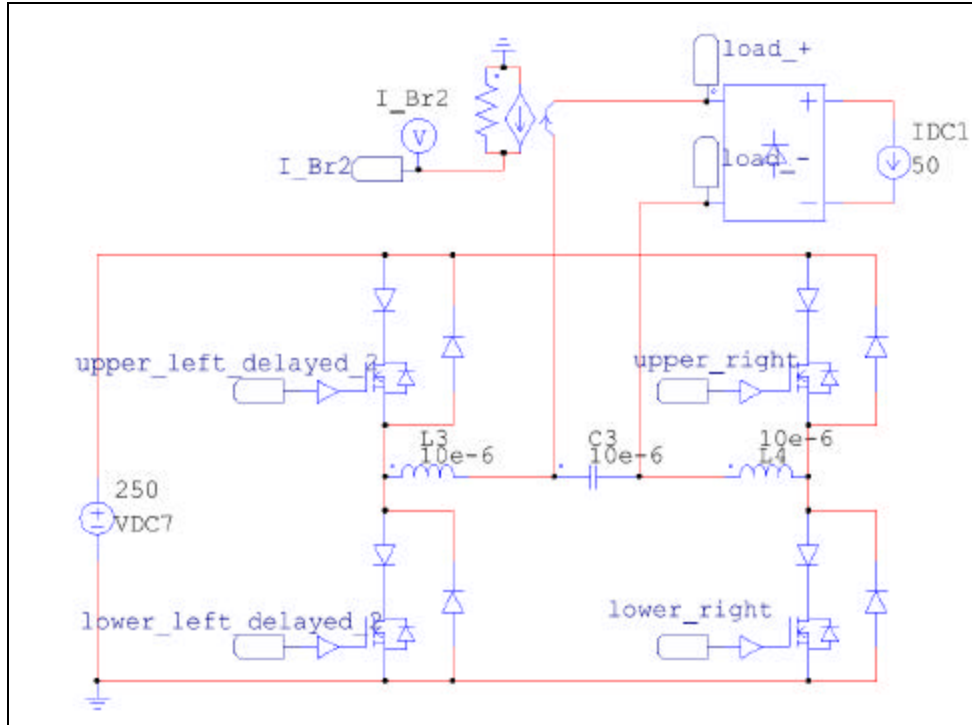 load_+
I_Br2
V
I_Br2
load_-
+
-
IDC1
50
upper_left_delayed_2
upper_right
L3
10e-6
C3
10e-6
10e-6
L4
250
VDC7
lower_left_delayed_2
lower_right